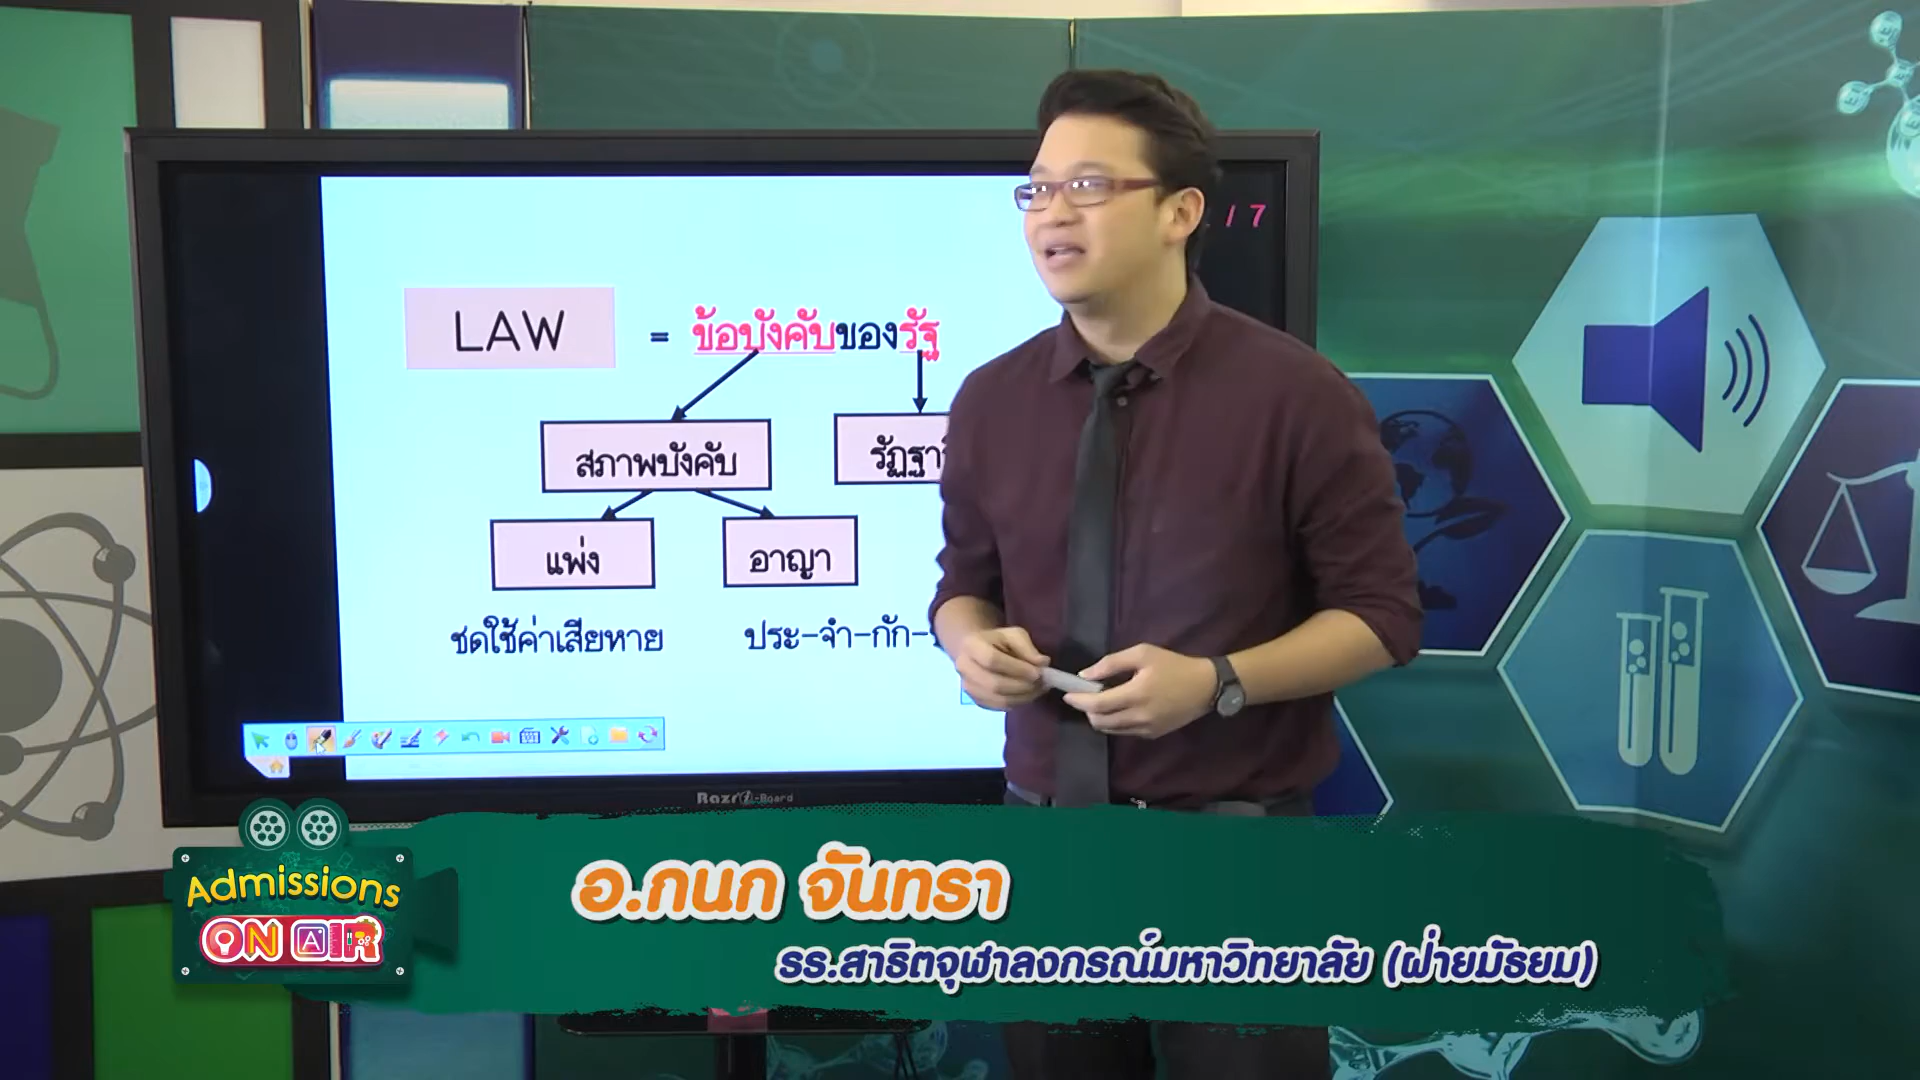 / 7
LAW = ข้อบังคับของรัฐ
สภาพบังคับ
แพ่ง อาญา
ชดใช้ค่าเสียหาย ประ-จำ-กัก-
Admissions
ON AIR
อ.กนก จันทรา
รร.สาธิตจุฬาลงกรณ์มหาวิทยาลัย (ฝ่ายมัธยม)